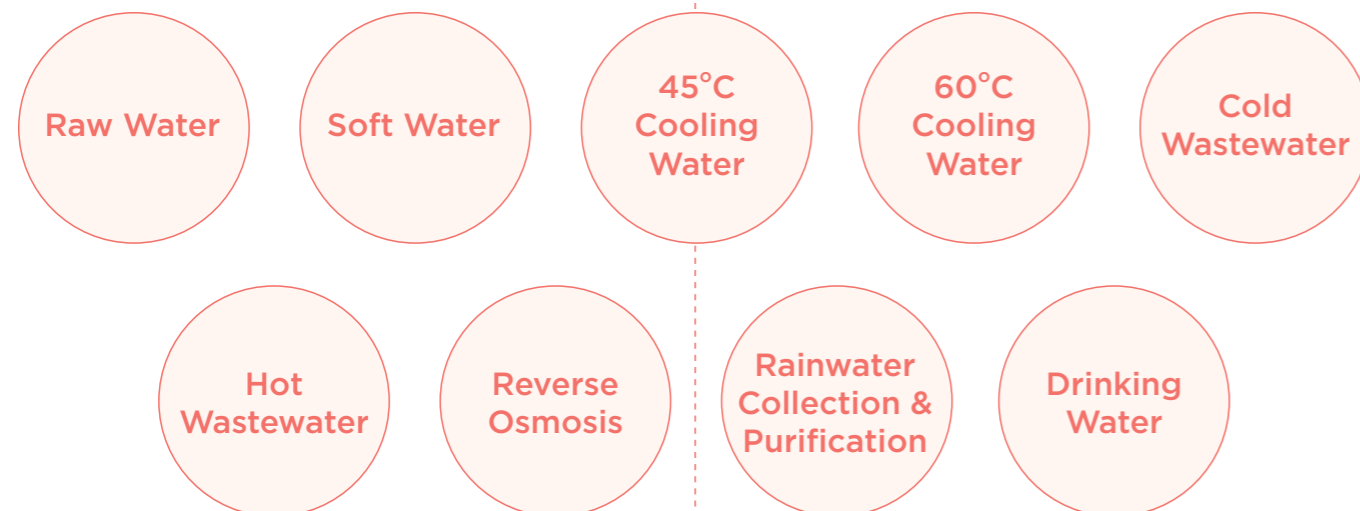 Raw Water
Soft Water
45°C
Cooling
Water
60°C
Cooling
Water
Cold
Wastewater
Hot
Wastewater
Reverse
Osmosis
Rainwater
Collection &
Purification
Drinking
Water